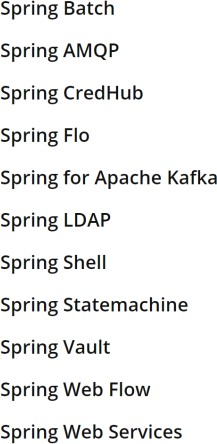 Spring Batch
Spring AMQP
Spring CredHub
Spring Flo
Spring for Apache Kafka
Spring LDAP
Spring Shell
Spring Statemachine
Spring Vault
Spring Web Flow
Spring Web Services